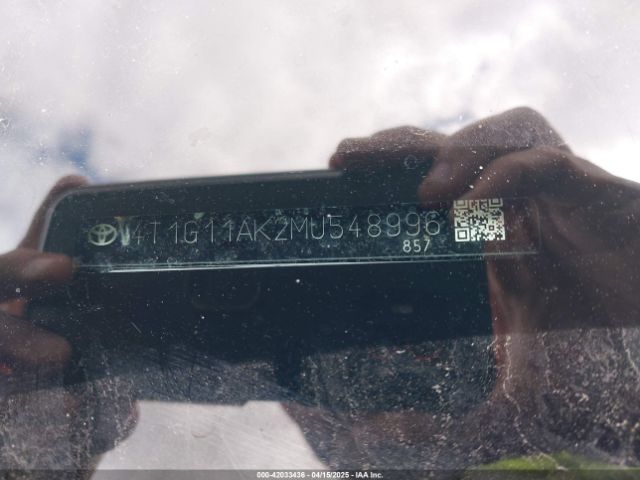 4T1G11AK2MU548996
857
000-42033436 - 04/15/2025 - IAA Inc.